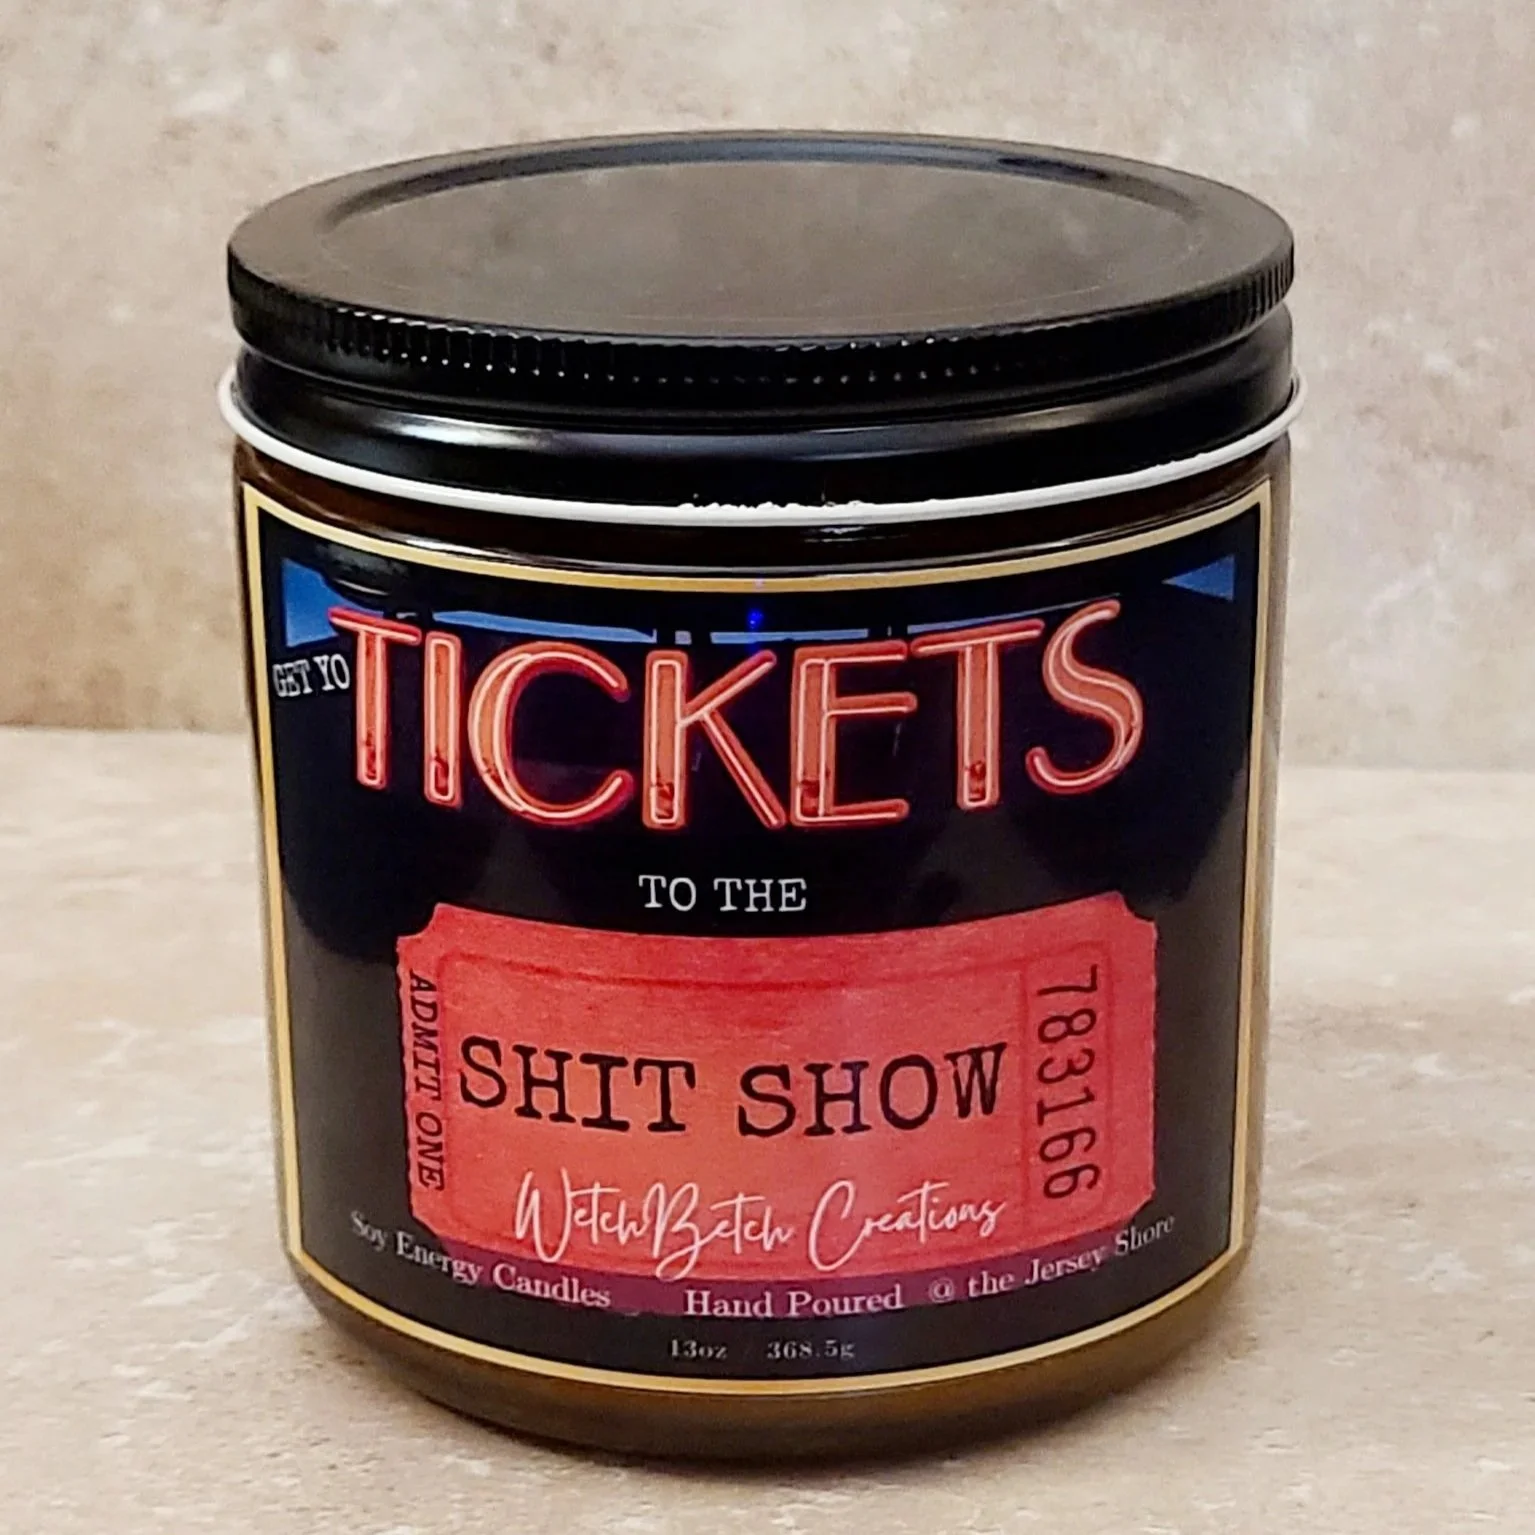 GET YO TICKETS
TO THE
ADMIT ONE
SHIT SHOW
783166
WetchBetch Creations
Soy Energy Candles Hand Poured @ the Jersey Shore
13oz 368.5g